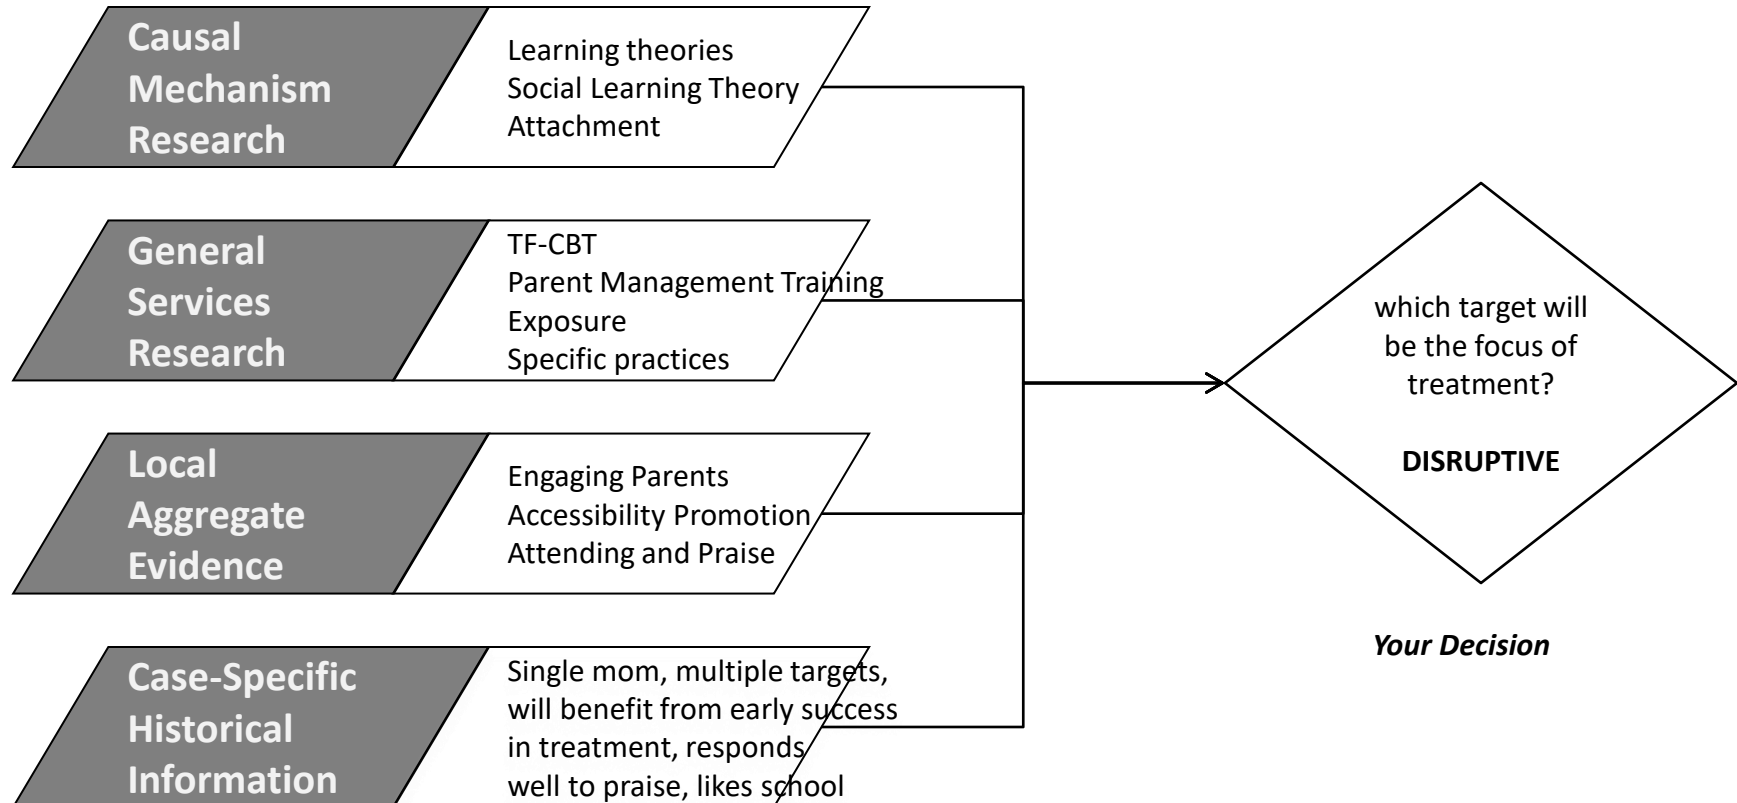 Causal
Mechanism
Research
Learning theories
Social Learning Theory
Attachment
General
Services
Research
TF-CBT
Parent Management Training
Exposure
Specific practices
Local
Aggregate
Evidence
Engaging Parents
Accessibility Promotion
Attending and Praise
Case-Specific
Historical
Information
Single mom, multiple targets,
will benefit from early success
in treatment, responds
well to praise, likes school
which target will
be the focus of
treatment?
DISRUPTIVE
Your Decision